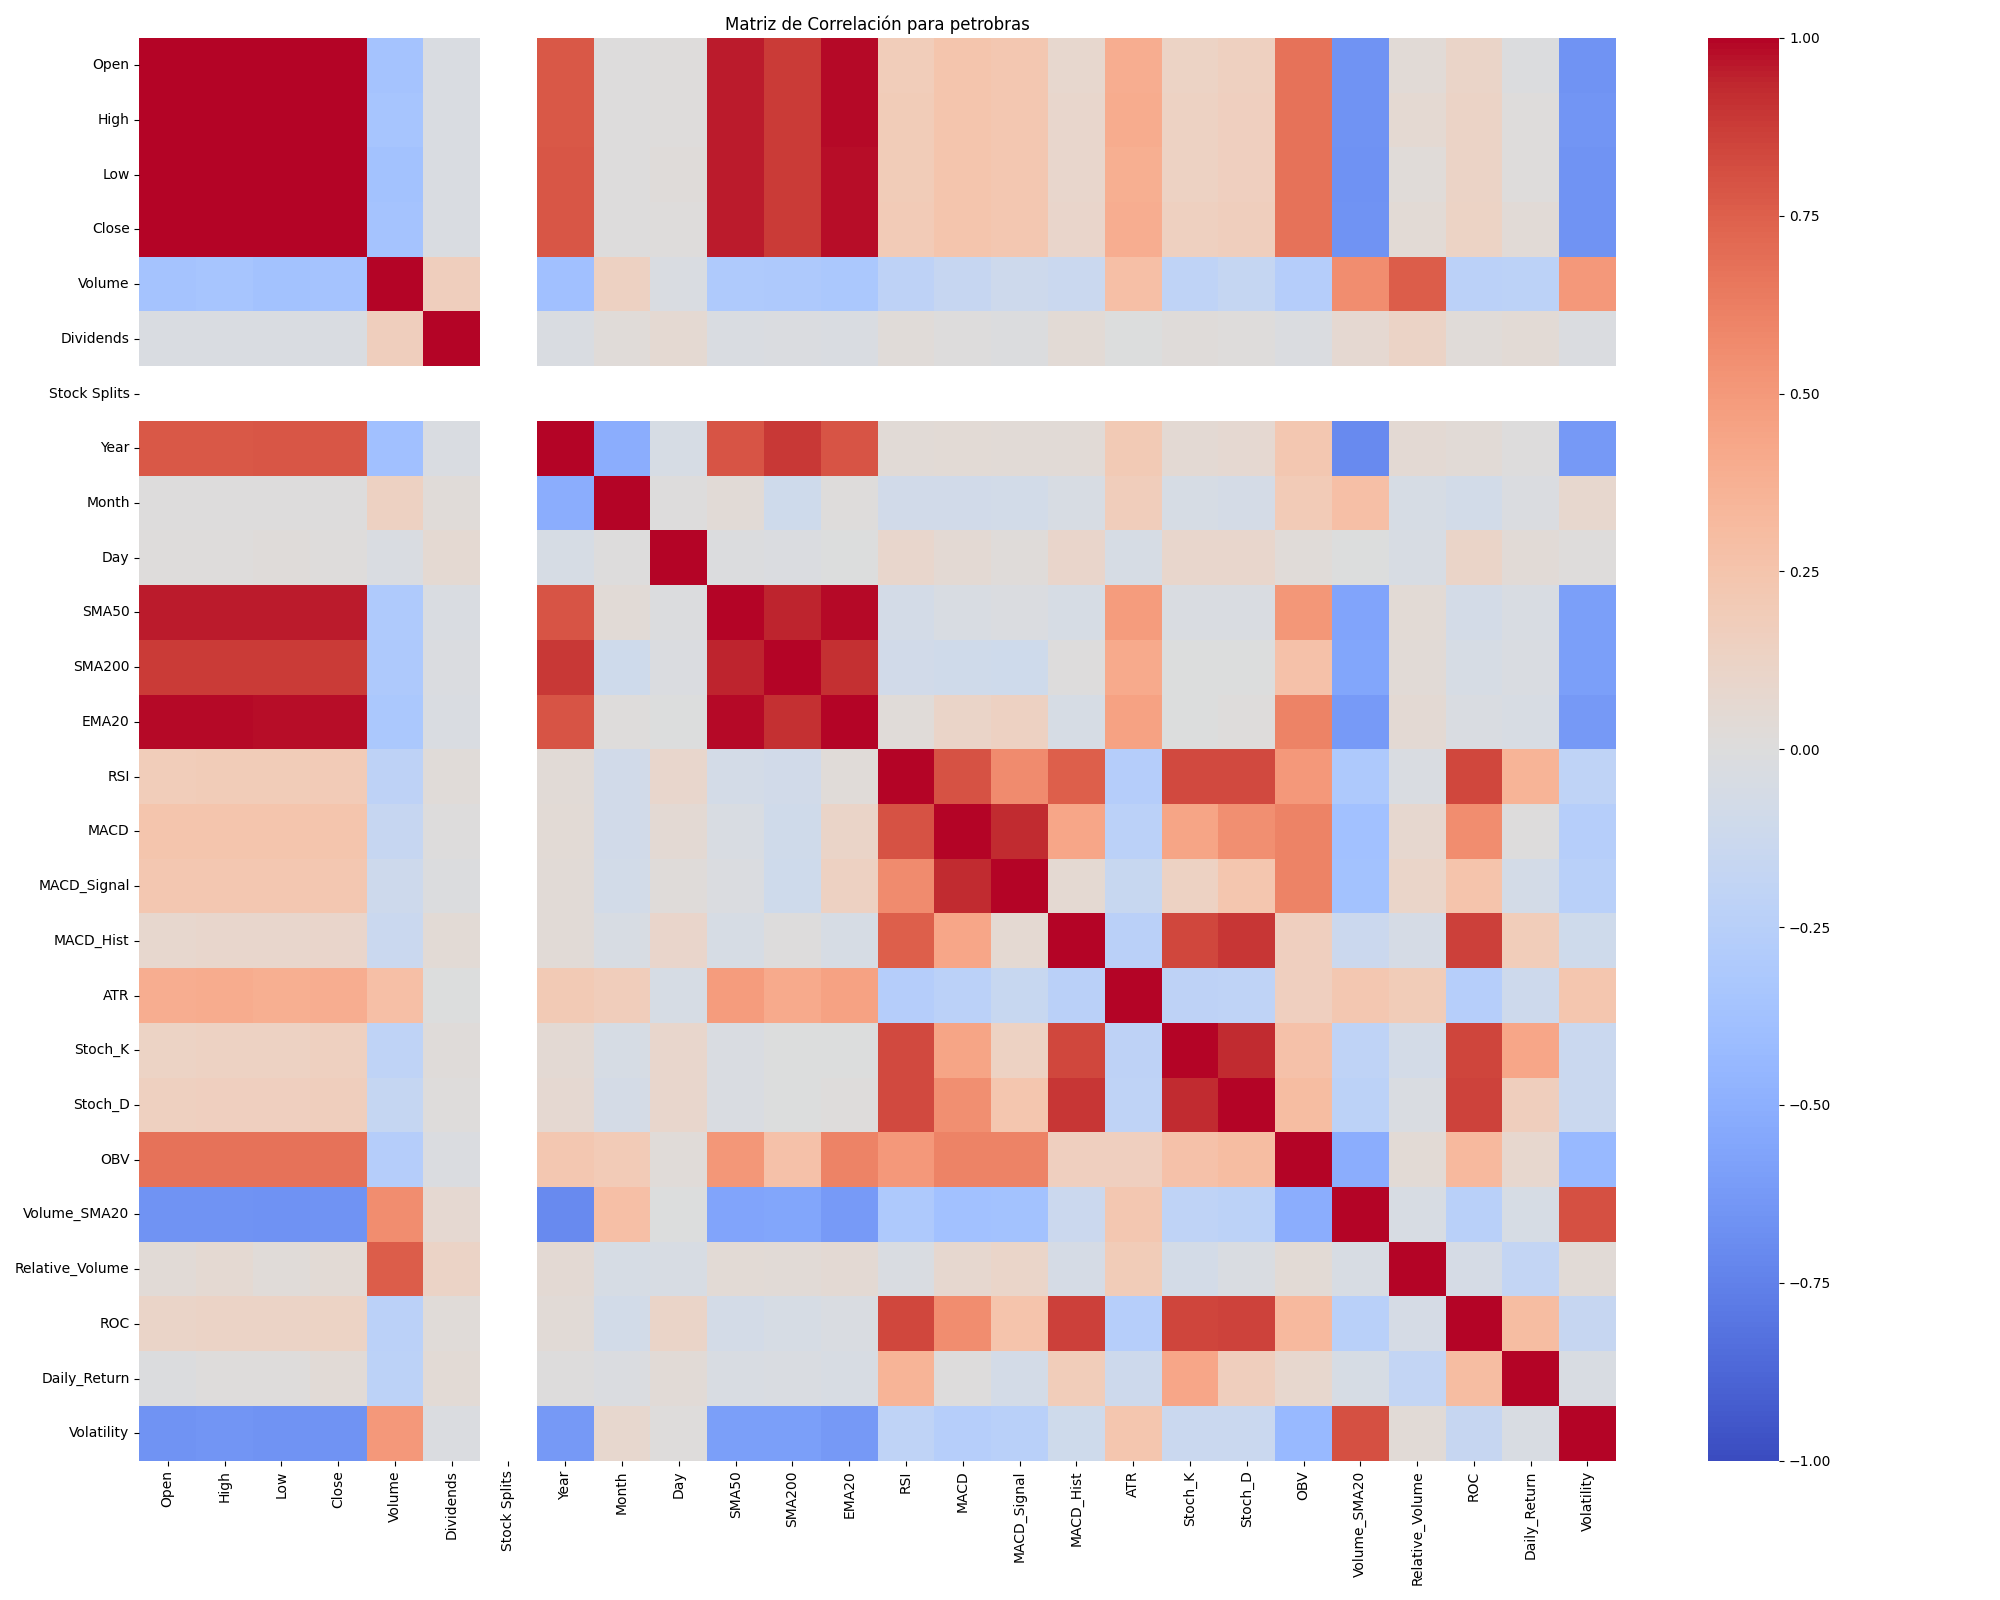 Matriz de Correlación para petrobras
Open
High
Low
Close
Volume
Dividends
Stock Splits
Year
Month
Day
SMA50
SMA200
EMA20
RSI
MACD
MACD_Signal
MACD_Hist
ATR
Stoch_K
Stoch_D
OBV
Volume_SMA20
Relative_Volume
ROC
Daily_Return
Volatility
Open
High
Low
Close
Volume
Dividends
Stock Splits
Year
Month
Day
SMA50
SMA200
EMA20
RSI
MACD
MACD_Signal
MACD_Hist
ATR
Stoch_K
Stoch_D
OBV
Volume_SMA20
Relative_Volume
ROC
Daily_Return
Volatility
1.00
0.75
0.50
0.25
0.00
−0.25
−0.50
−0.75
−1.00